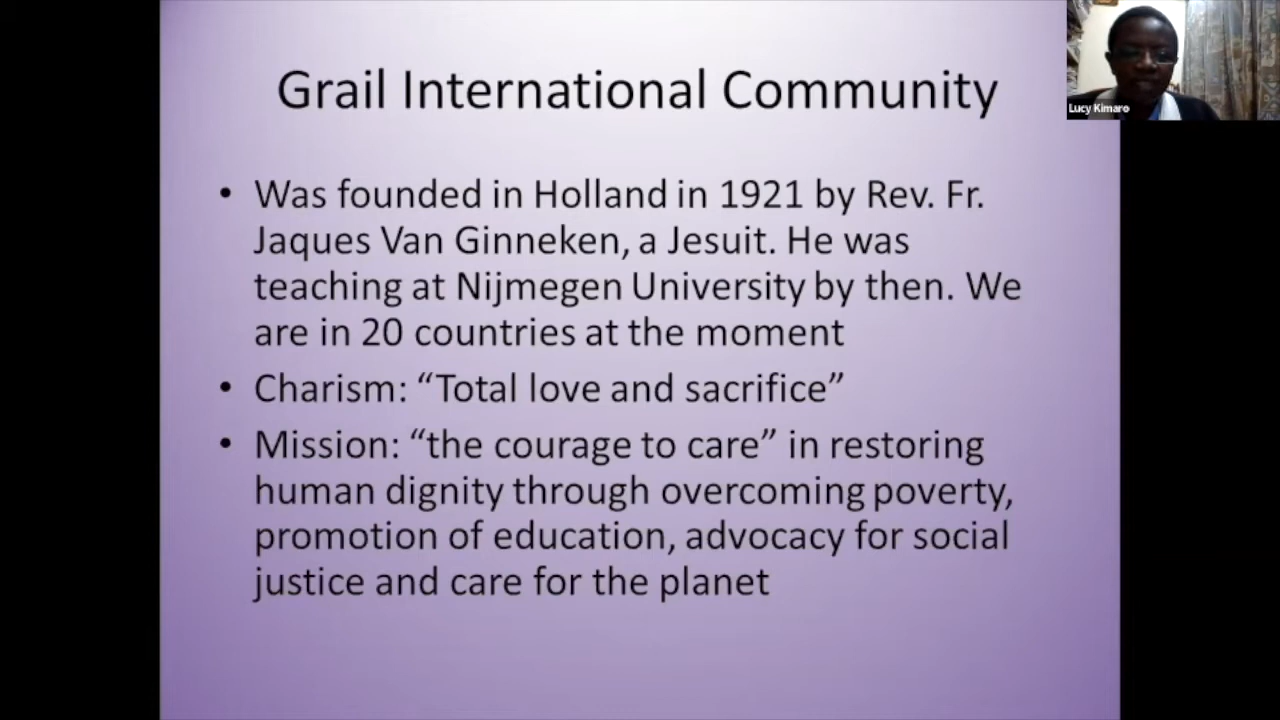 Grail International Community
• Was founded in Holland in 1921 by Rev. Fr.
Jaques Van Ginneken, a Jesuit. He was
teaching at Nijmegen University by then. We
are in 20 countries at the moment
• Charism: “Total love and sacrifice”
• Mission: “the courage to care” in restoring
human dignity through overcoming poverty,
promotion of education, advocacy for social
justice and care for the planet
Lucy Kimaro